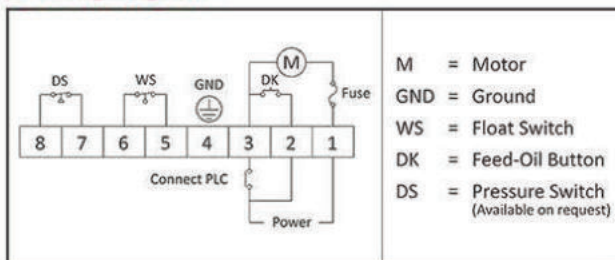 DS
WS
GND
DK
M
Fuse
8 7 6 5 4 3 2 1
Connect PLC
Power
M = Motor
GND = Ground
WS = Float Switch
DK = Feed-Oil Button
DS = Pressure Switch
(Available on request)